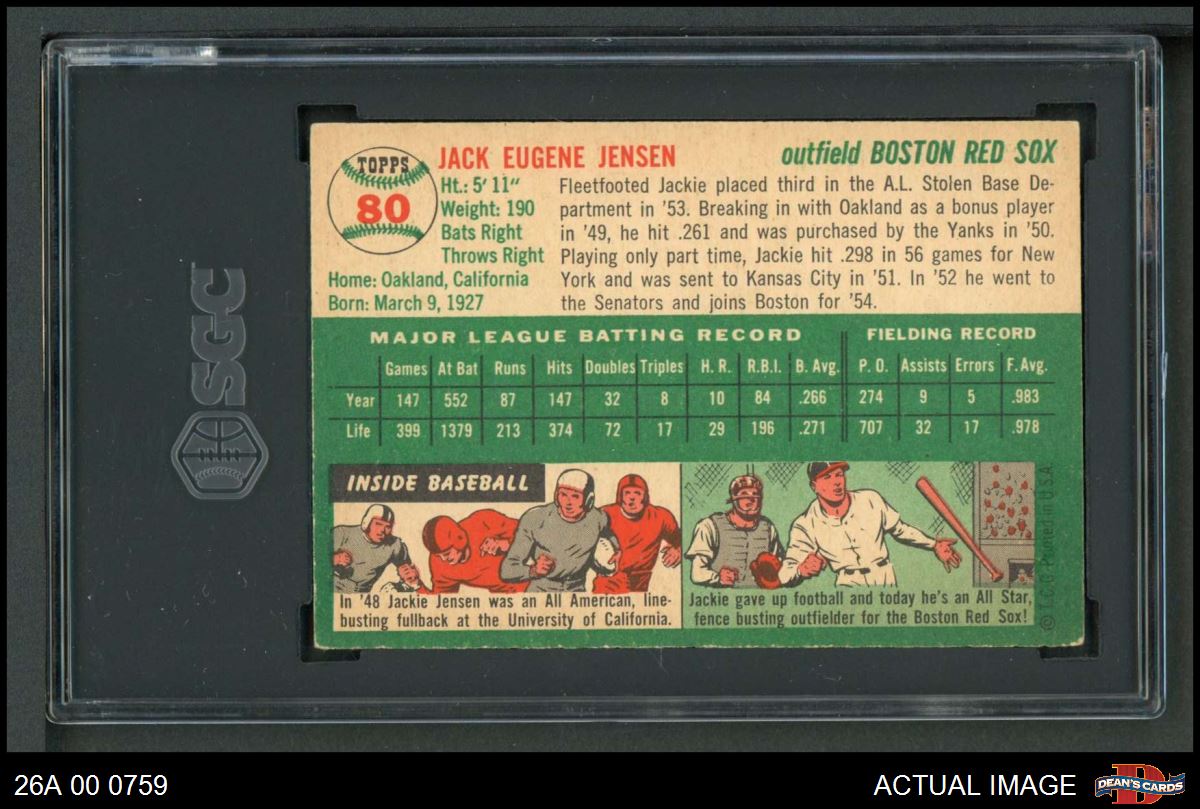 TOPPS
80
JACK EUGENE JENSEN
outfield BOSTON RED SOX
Ht.: 5' 11"
Weight: 190
Bats Right
Throws Right
Home: Oakland, California
Born: March 9, 1927
Fleetfooted Jackie placed third in the A.L. Stolen Base De-
partment in '53. Breaking in with Oakland as a bonus player
in '49, he hit .261 and was purchased by the Yanks in '50.
Playing only part time, Jackie hit .298 in 56 games for New
York and was sent to Kansas City in '51. In '52 he went to
the Senators and joins Boston for '54.
MAJOR LEAGUE BATTING RECORD FIELDING RECORD
Games At Bat Runs Hits Doubles Triples H. R. R.B.I. B. Avg. P. O. Assists Errors F. Avg.
Year 147 552 87 147 32 8 10 84 .266 274 9 5 .983
Life 399 1379 213 374 72 17 29 196 .271 707 32 17 .978
INSIDE BASEBALL
In '48 Jackie Jensen was an All American, line-
busting fullback at the University of California.
Jackie gave up football and today he's an All Star,
fence busting outfielder for the Boston Red Sox!
© T.C.G. Printed in U.S.A.
SGC
26A 00 0759
ACTUAL IMAGE
D
DEAN'S CARDS